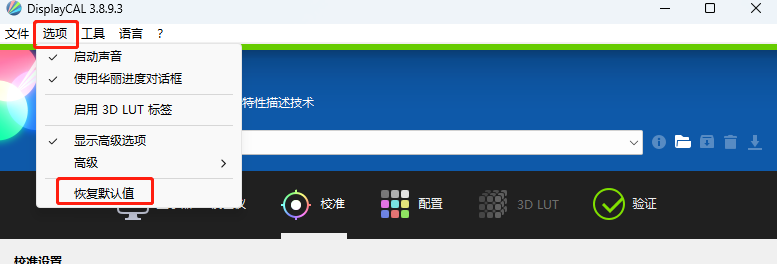 DisplayCAL 3.8.9.3
文件 选项 工具 语言 ?
启动声音
使用华丽进度对话框
启用 3D LUT 标签
特性描述技术
显示高级选项
高级
恢复默认值
校准 配置 3D LUT 验证
校准设置